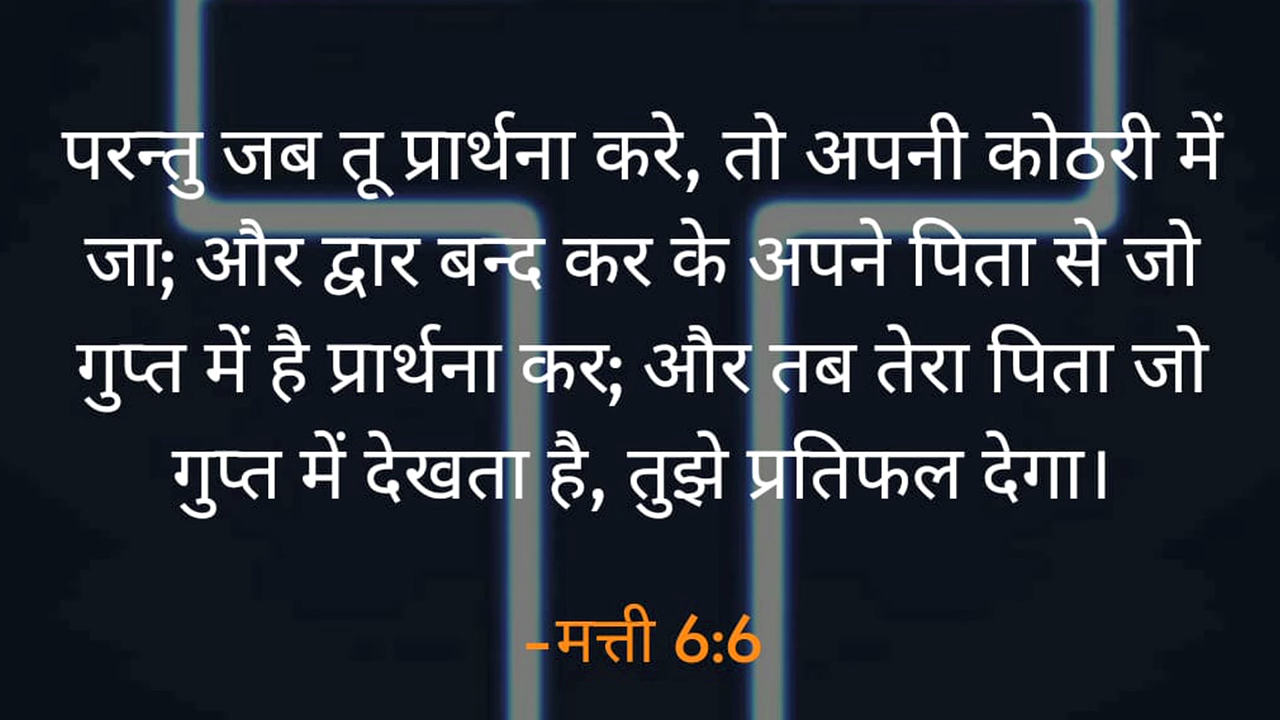 परन्तु जब तू प्रार्थना करे, तो अपनी कोठरी में
जा; और द्वार बन्द कर के अपने पिता से जो
गुप्त में है प्रार्थना कर; और तब तेरा पिता जो
गुप्त में देखता है, तुझे प्रतिफल देगा।
-मत्ती 6:6